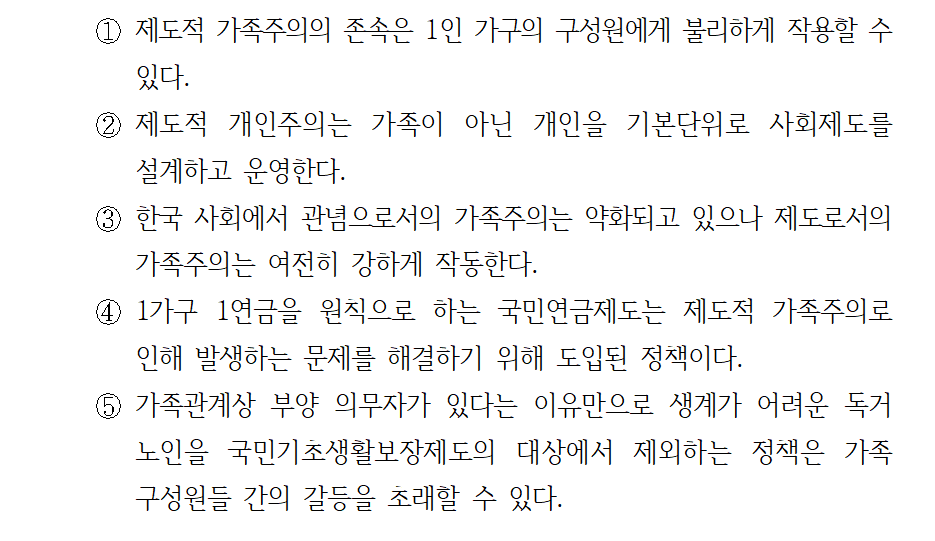 ① 제도적 가족주의의 존속은 1인 가구의 구성원에게 불리하게 작용할 수
있다.
② 제도적 개인주의는 가족이 아닌 개인을 기본단위로 사회제도를
설계하고 운영한다.
③ 한국 사회에서 관념으로서의 가족주의는 약화되고 있으나 제도로서의
가족주의는 여전히 강하게 작동한다.
④ 1가구 1연금을 원칙으로 하는 국민연금제도는 제도적 가족주의로
인해 발생하는 문제를 해결하기 위해 도입된 정책이다.
⑤ 가족관계상 부양 의무자가 있다는 이유만으로 생계가 어려운 독거
노인을 국민기초생활보장제도의 대상에서 제외하는 정책은 가족
구성원들 간의 갈등을 초래할 수 있다.